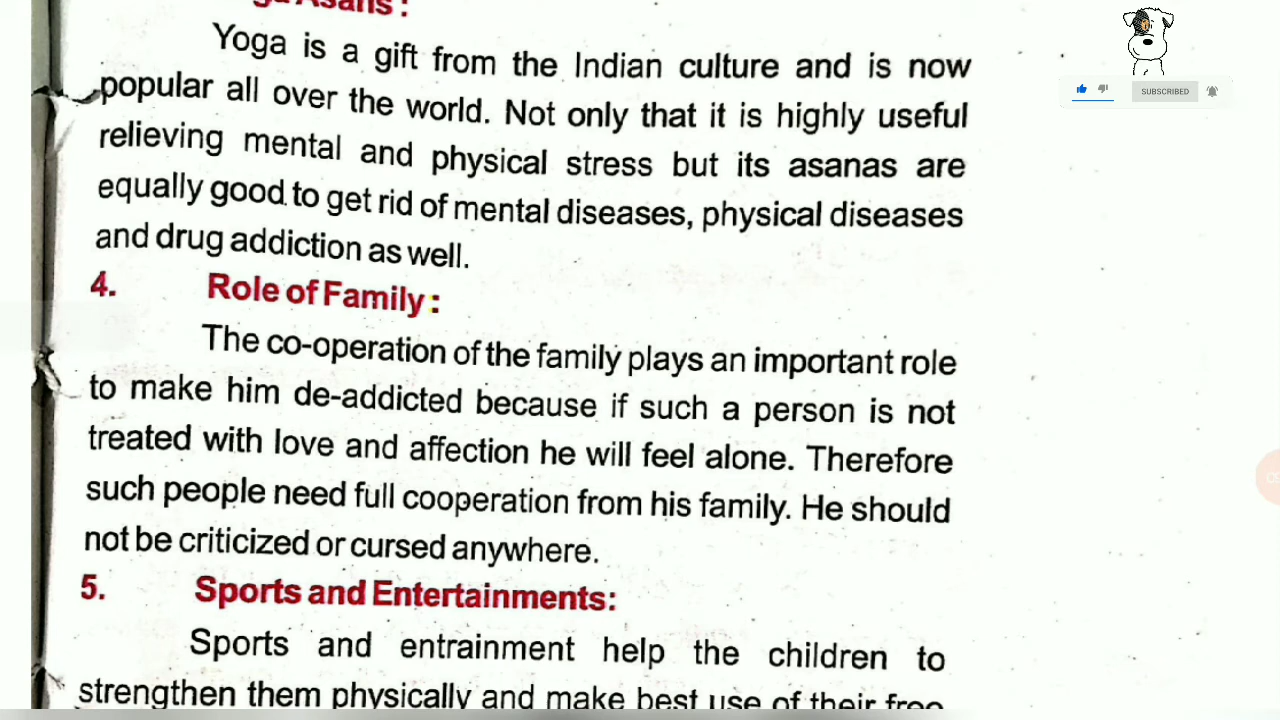 Asans :
Yoga is a gift from the Indian culture and is now
popular all over the world. Not only that it is highly useful
relieving mental and physical stress but its asanas are
equally good to get rid of mental diseases, physical diseases
and drug addiction as well.
4. Role of Family :
The co-operation of the family plays an important role
to make him de-addicted because if such a person is not
treated with love and affection he will feel alone. Therefore
such people need full cooperation from his family. He should
not be criticized or cursed anywhere.
5. Sports and Entertainments:
Sports and entrainment help the children to
strengthen them physically and make best use of their free
SUBSCRIBED